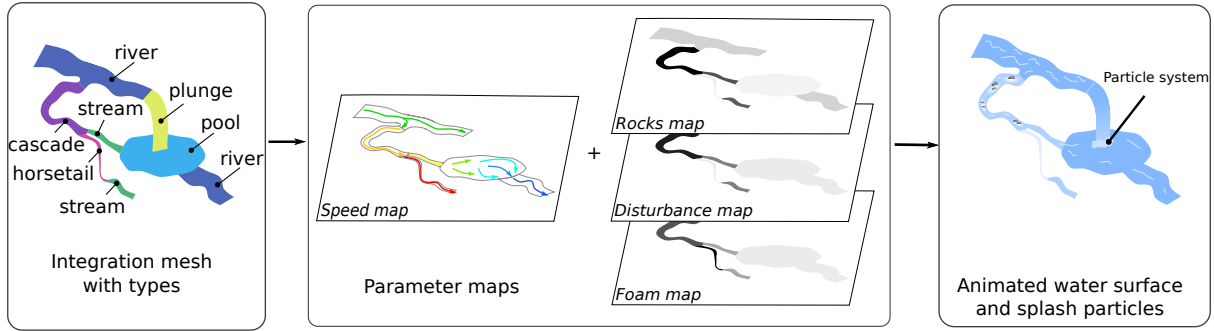 river
plunge
stream
pool
cascade
river
horsetail
stream
Integration mesh
with types
Speed map
+
Rocks map
Disturbance map
Foam map
Parameter maps
Particle system
Animated water surface
and splash particles